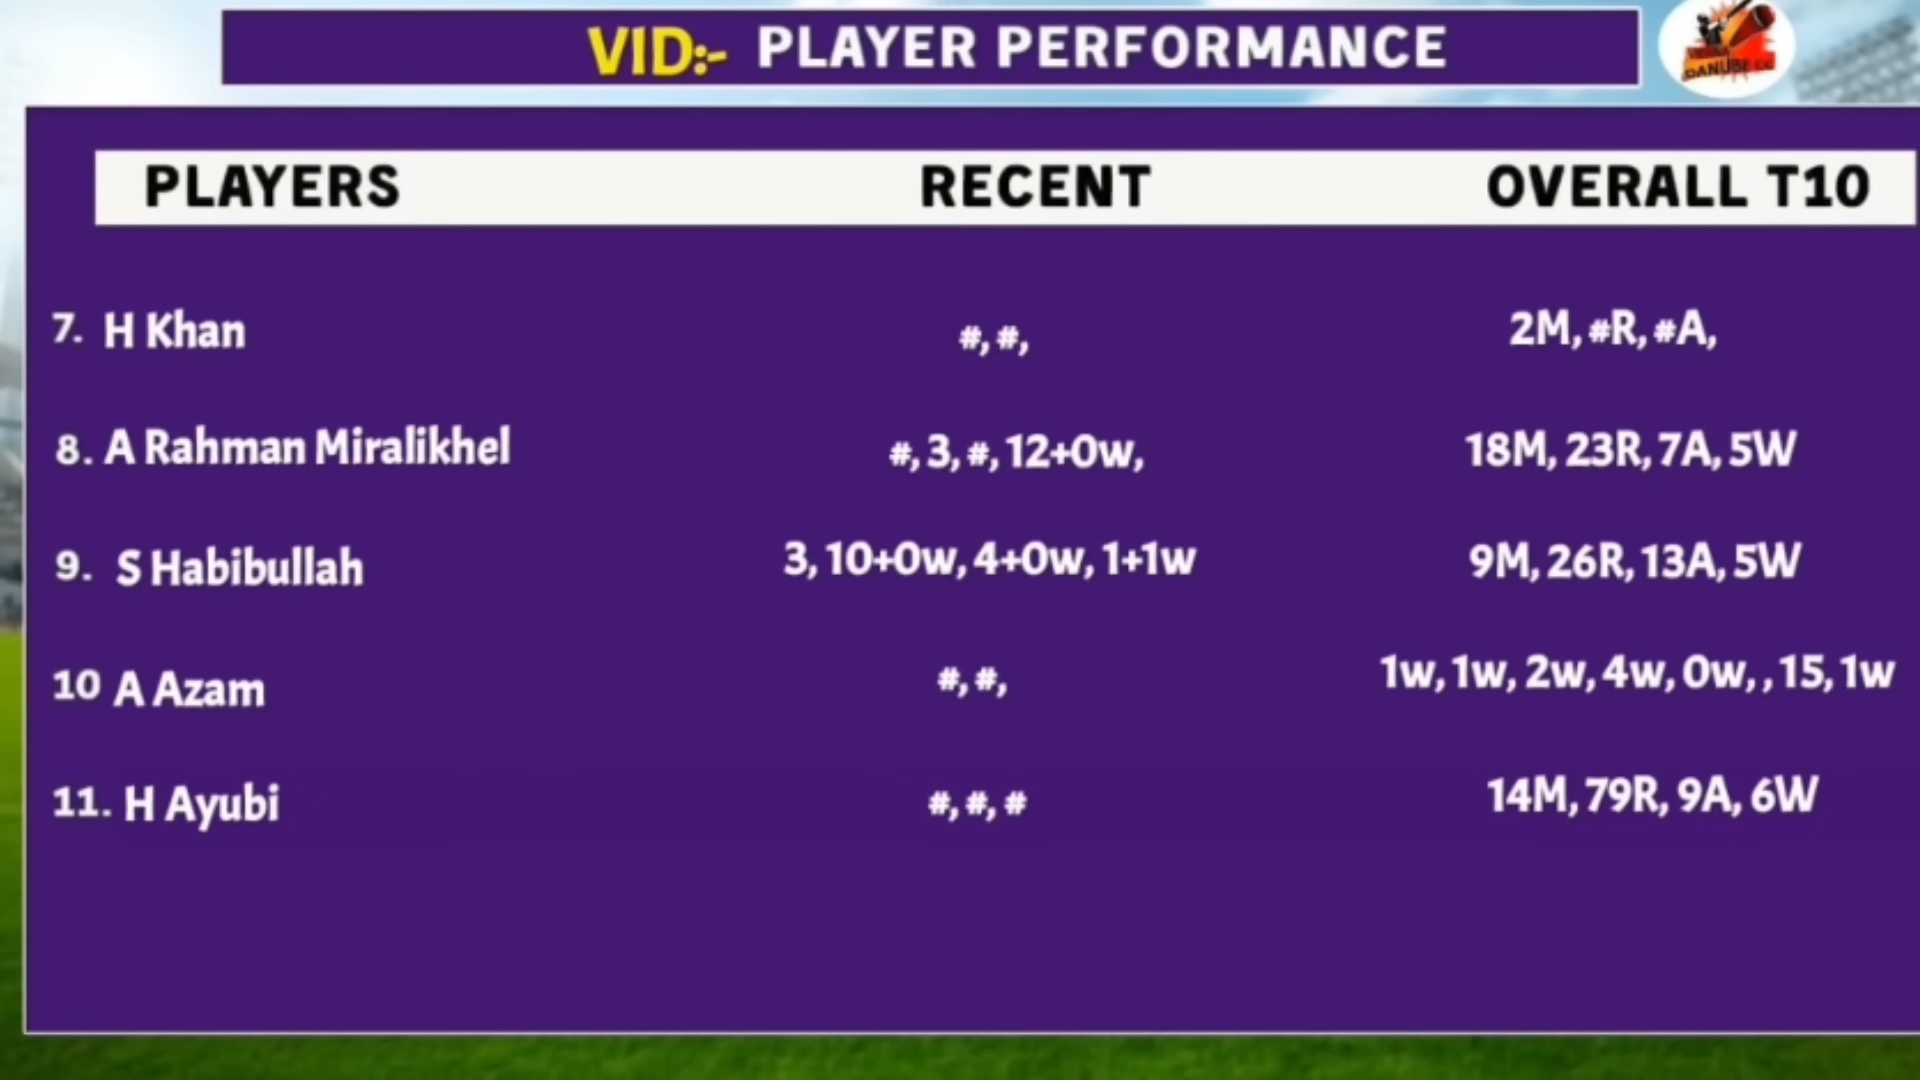 VID:- PLAYER PERFORMANCE
DANUBE CC
PLAYERS RECENT OVERALL T10
7. H Khan #, #, 2M, #R, #A,
8. A Rahman Miralikhel #, 3, #, 12+0w, 18M, 23R, 7A, 5W
9. S Habibullah 3, 10+0w, 4+0w, 1+1w 9M, 26R, 13A, 5W
10 A Azam #, #, 1w, 1w, 2w, 4w, 0w, , 15, 1w
11. H Ayubi #, #, # 14M, 79R, 9A, 6W